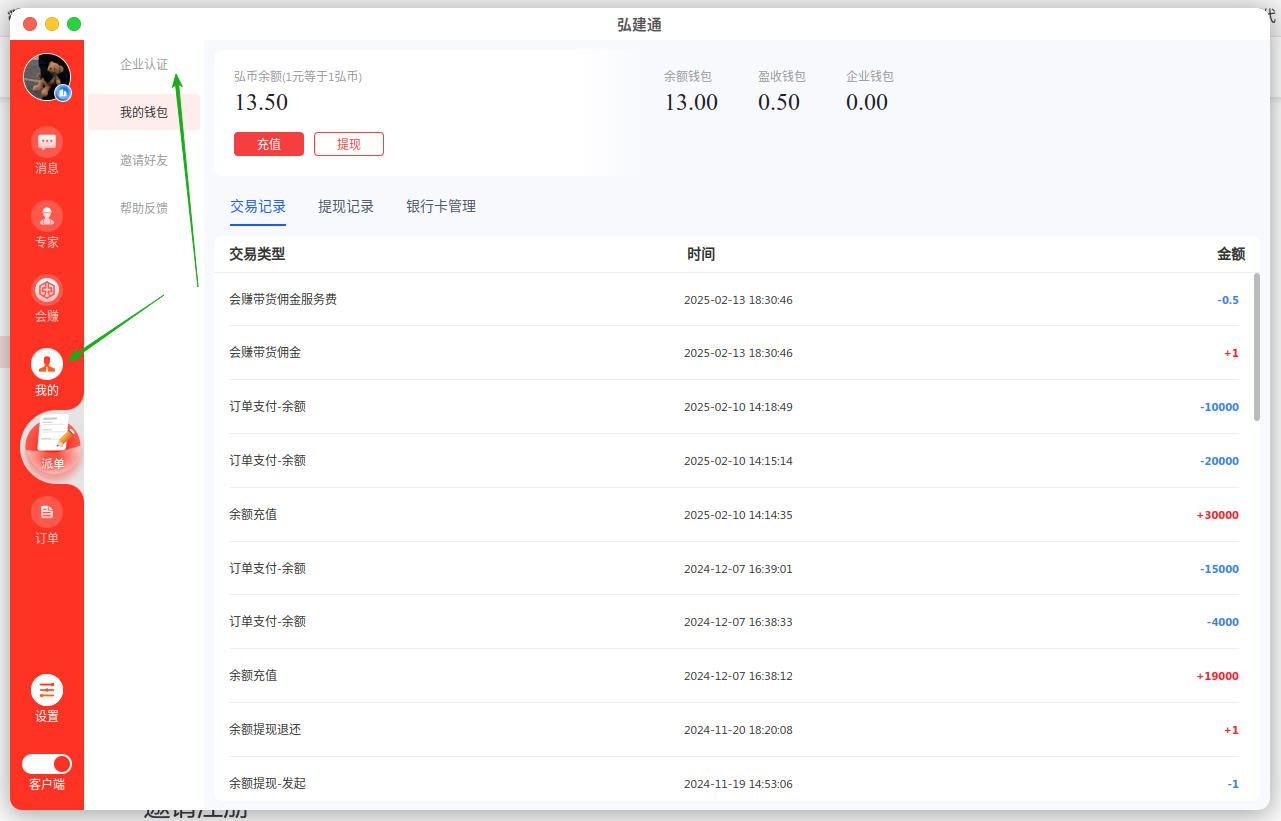 弘建通
消息
专家
会赚
我的
派单
订单
设置
客户端
企业认证
我的钱包
邀请好友
帮助反馈
弘币余额(1元等于1弘币)
13.50
充值 提现
余额钱包 盈收钱包 企业钱包
13.00 0.50 0.00
交易记录 提现记录 银行卡管理
交易类型 时间 金额
会赚带货佣金服务费 2025-02-13 18:30:46 -0.5
会赚带货佣金 2025-02-13 18:30:46 +1
订单支付-余额 2025-02-10 14:18:49 -10000
订单支付-余额 2025-02-10 14:15:14 -20000
余额充值 2025-02-10 14:14:35 +30000
订单支付-余额 2024-12-07 16:39:01 -15000
订单支付-余额 2024-12-07 16:38:33 -4000
余额充值 2024-12-07 16:38:12 +19000
余额提现退还 2024-11-20 18:20:08 +1
余额提现-发起 2024-11-19 14:53:06 -1
邀请注册